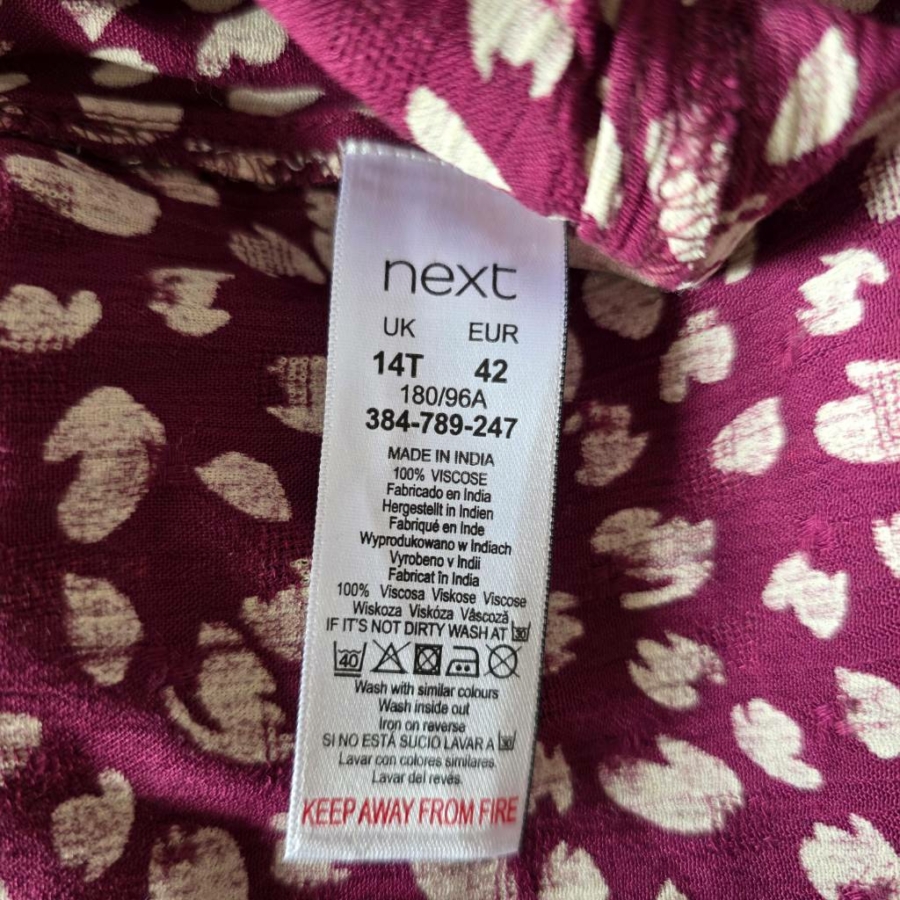 next
UK EUR
14T 42
180/96A
384-789-247
MADE IN INDIA
100% VISCOSE
Fabricado en India
Hergestellt in Indien
Fabriqué en Inde
Wyprodukowano w Indiach
Vyrobeno v Indii
Fabricat în India
100% Viscosa Viskose Viscose
Wiskoza Viskóza Vâscoză
IF IT'S NOT DIRTY WASH AT 30
40
Wash with similar colours
Wash inside out
Iron on reverse
SI NO ESTÁ SUCIO LAVAR A 30
Lavar con colores similares.
Lavar del revés.
KEEP AWAY FROM FIRE